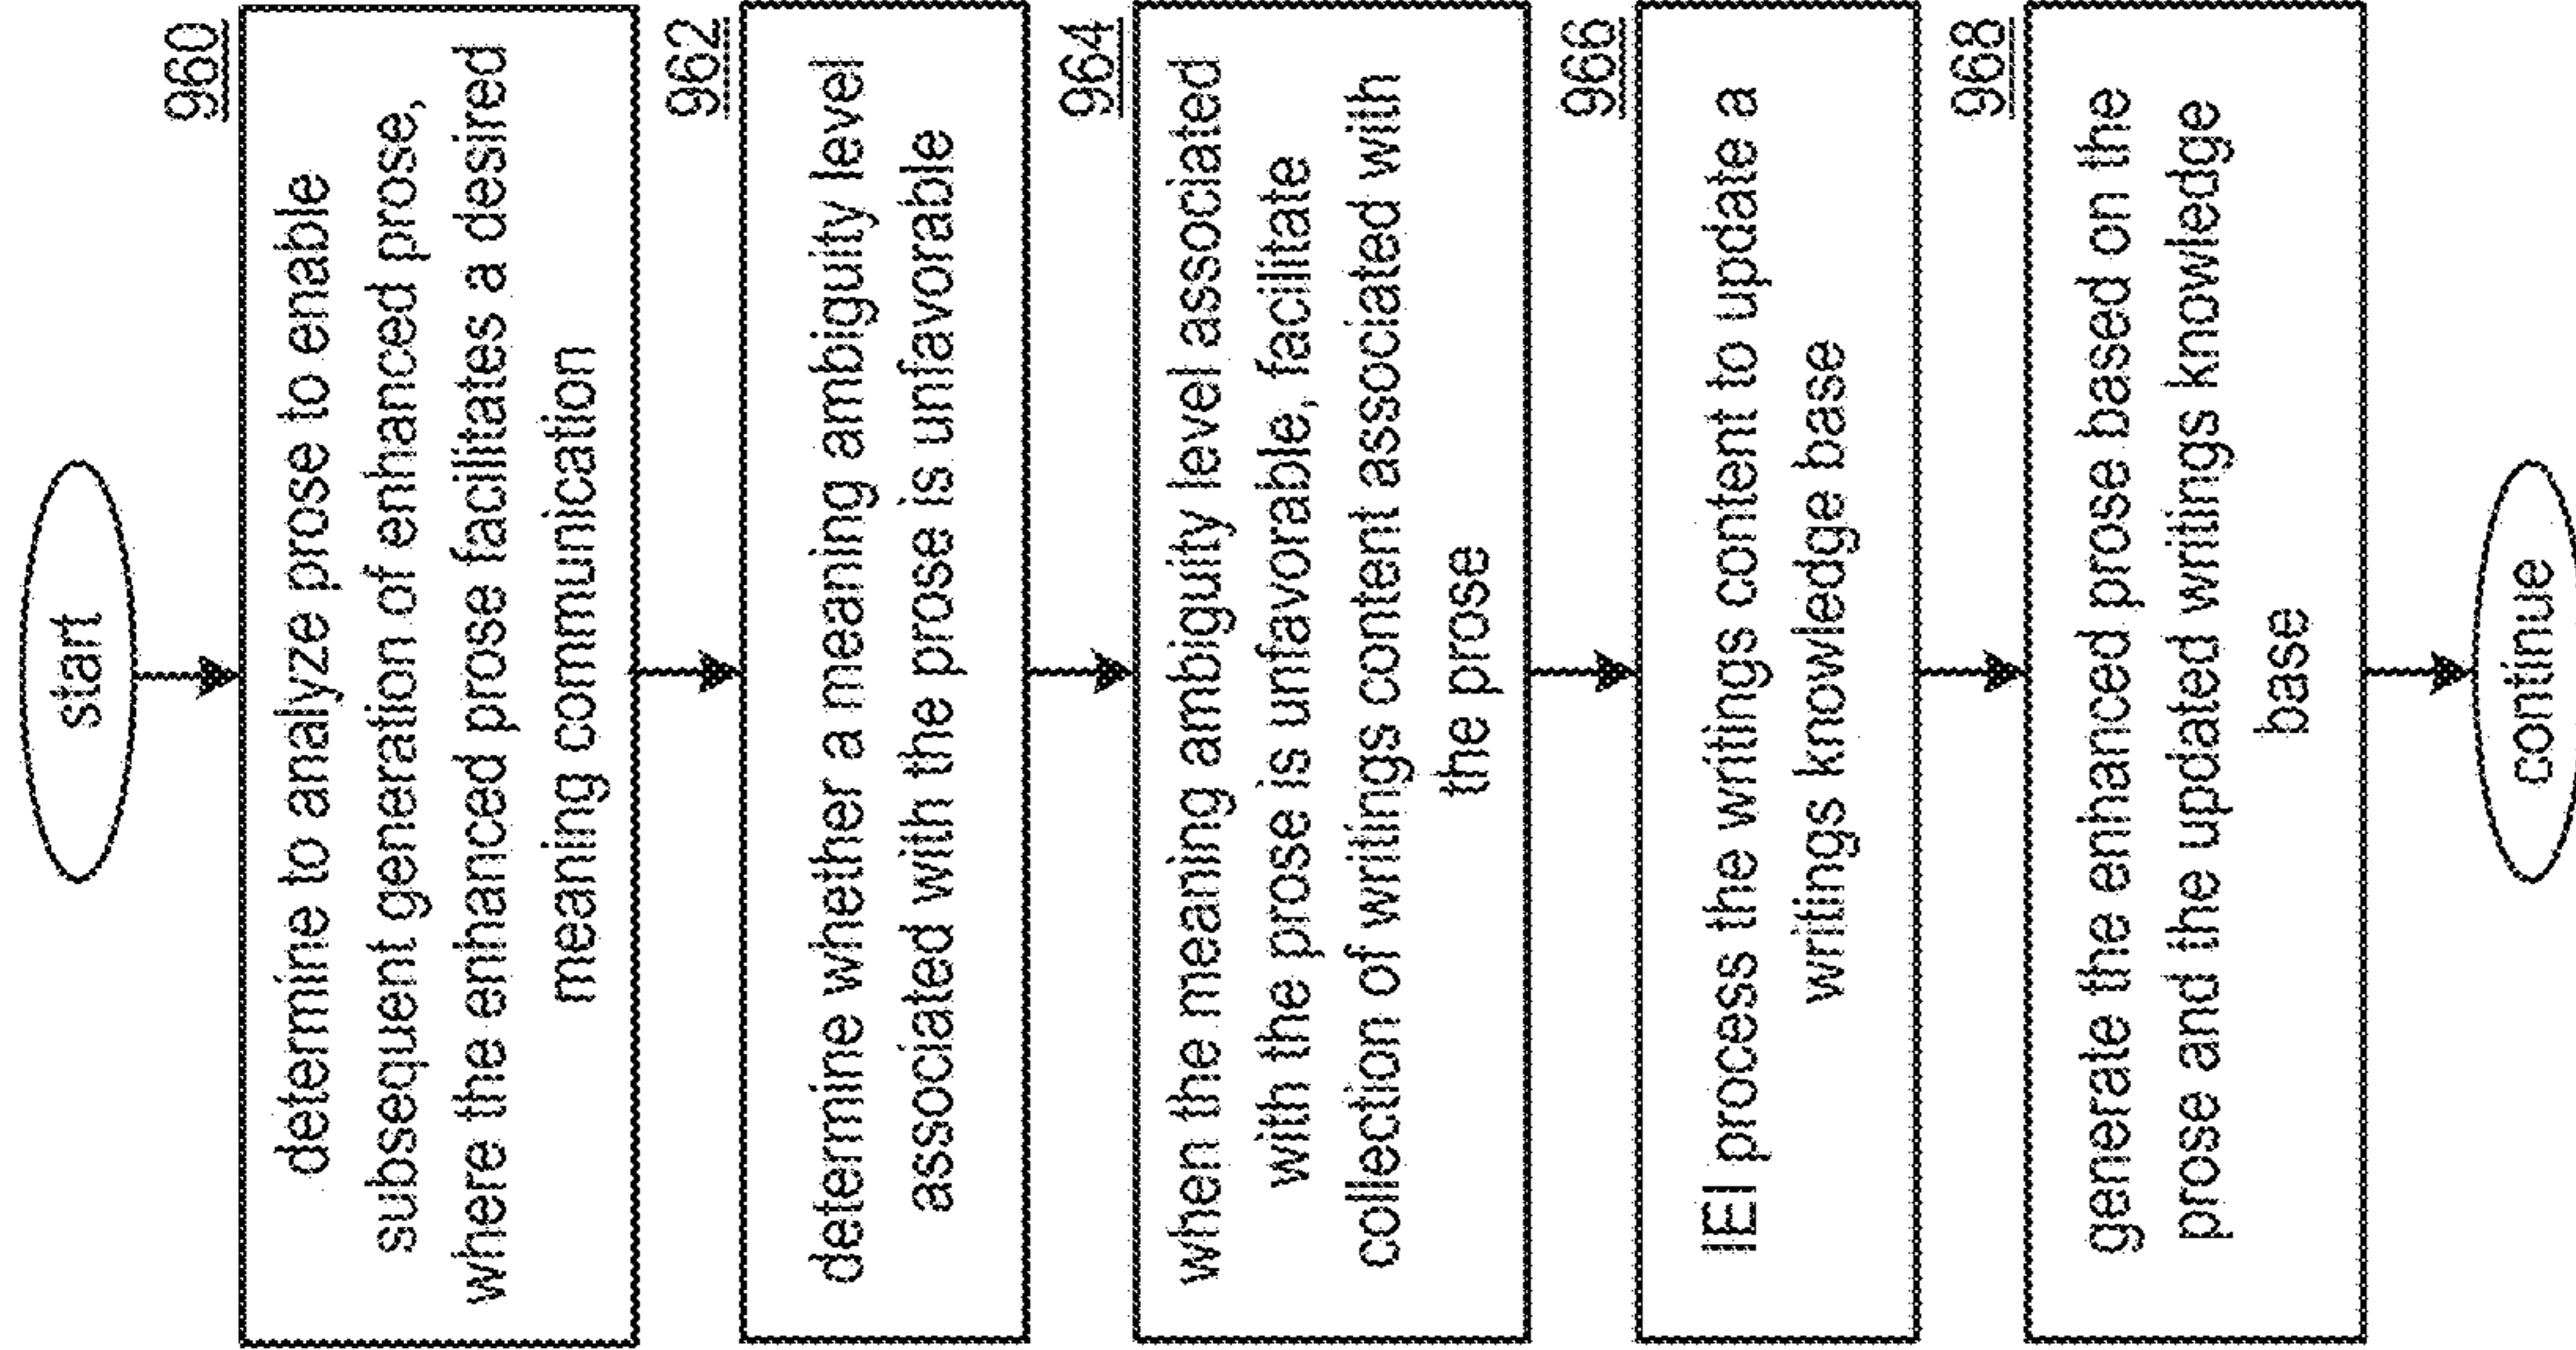 start
960
determine to analyze prose to enable
subsequent generation of enhanced prose,
where the enhanced prose facilitates a desired
meaning communication
962
determine whether a meaning ambiguity level
associated with the prose is unfavorable
964
when the meaning ambiguity level associated
with the prose is unfavorable, facilitate
collection of writings content associated with
the prose
966
IEI process the writings content to update a
writings knowledge base
968
generate the enhanced prose based on the
prose and the updated writings knowledge
base
continue